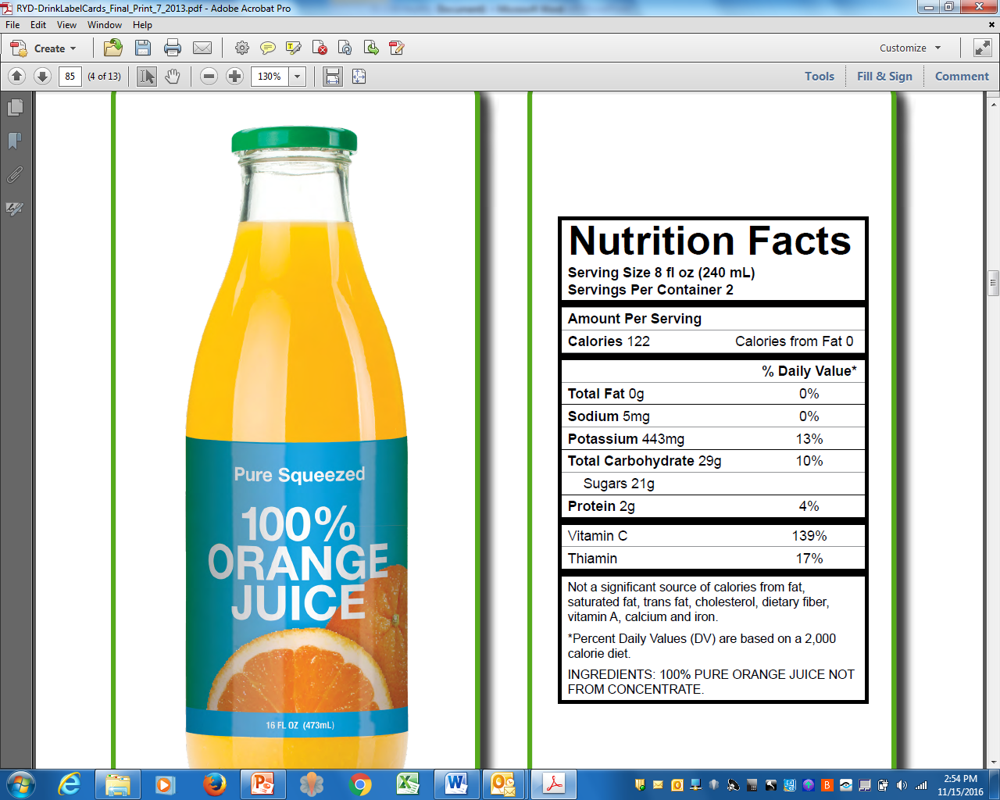 RYD-DrinkLabelCards_Final_Print_7_2013.pdf - Adobe Acrobat Pro
File Edit View Window Help
Create
Customize
85 (4 of 13) 130% Tools Fill & Sign Comment
Pure Squeezed
100%
ORANGE
JUICE
16 FL OZ (473mL)
Nutrition Facts
Serving Size 8 fl oz (240 mL)
Servings Per Container 2
Amount Per Serving
Calories 122 Calories from Fat 0
% Daily Value*
Total Fat 0g 0%
Sodium 5mg 0%
Potassium 443mg 13%
Total Carbohydrate 29g 10%
Sugars 21g
Protein 2g 4%
Vitamin C 139%
Thiamin 17%
Not a significant source of calories from fat,
saturated fat, trans fat, cholesterol, dietary fiber,
vitamin A, calcium and iron.
*Percent Daily Values (DV) are based on a 2,000
calorie diet.
INGREDIENTS: 100% PURE ORANGE JUICE NOT
FROM CONCENTRATE.
2:54 PM
11/15/2016